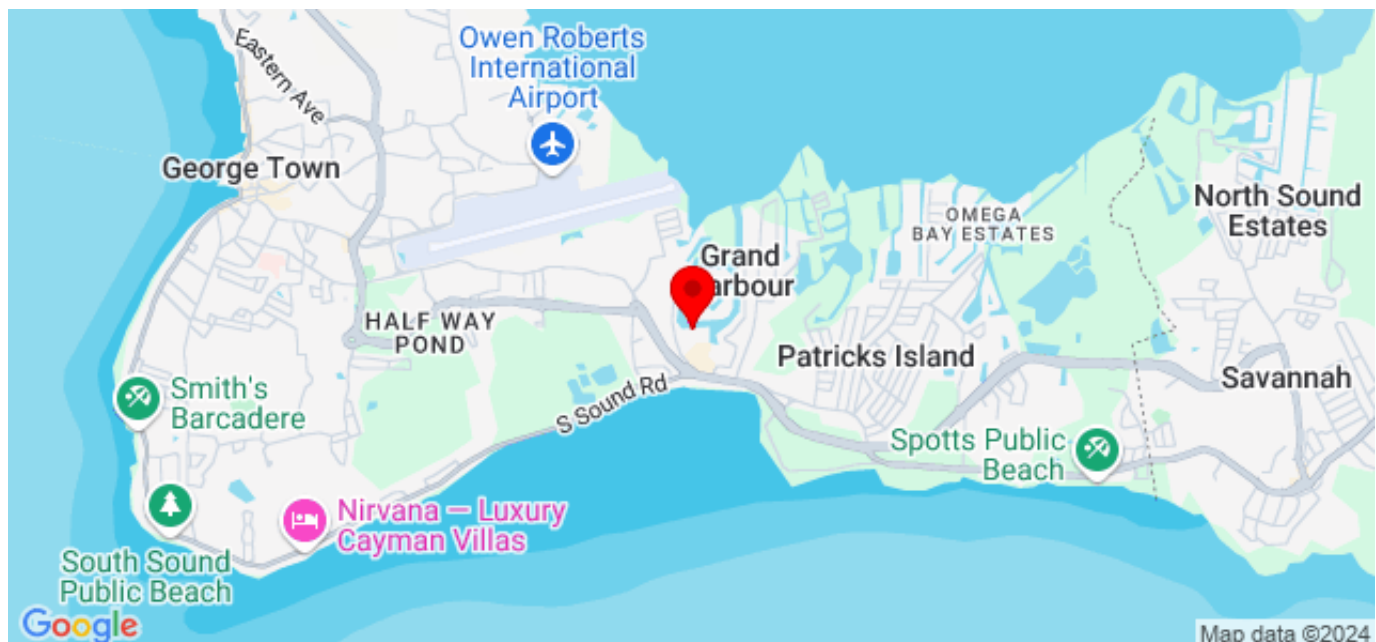 Eastern Ave
Owen Roberts
International
Airport
George Town
North Sound
Estates
OMEGA
BAY ESTATES
Grand
arbour
HALF WAY
POND
Patricks Island
Savannah
Smith's
Barcadere
S Sound Rd
Spotts Public
Beach
Nirvana — Luxury
Cayman Villas
South Sound
Public Beach
Google
Map data ©2024